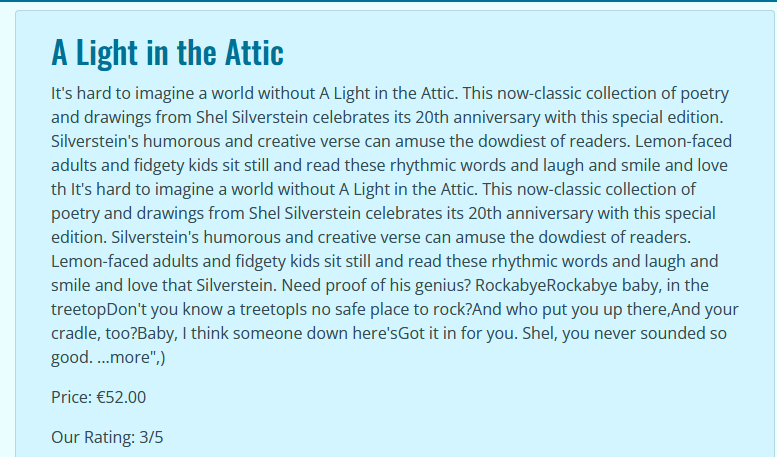 A Light in the Attic
It's hard to imagine a world without A Light in the Attic. This now-classic collection of poetry
and drawings from Shel Silverstein celebrates its 20th anniversary with this special edition.
Silverstein's humorous and creative verse can amuse the dowdiest of readers. Lemon-faced
adults and fidgety kids sit still and read these rhythmic words and laugh and smile and love
th It's hard to imagine a world without A Light in the Attic. This now-classic collection of
poetry and drawings from Shel Silverstein celebrates its 20th anniversary with this special
edition. Silverstein's humorous and creative verse can amuse the dowdiest of readers.
Lemon-faced adults and fidgety kids sit still and read these rhythmic words and laugh and
smile and love that Silverstein. Need proof of his genius? RockabyeRockabye baby, in the
treetopDon't you know a treetopIs no safe place to rock?And who put you up there,And your
cradle, too?Baby, I think someone down here'sGot it in for you. Shel, you never sounded so
good. ...more",)
Price: €52.00
Our Rating: 3/5